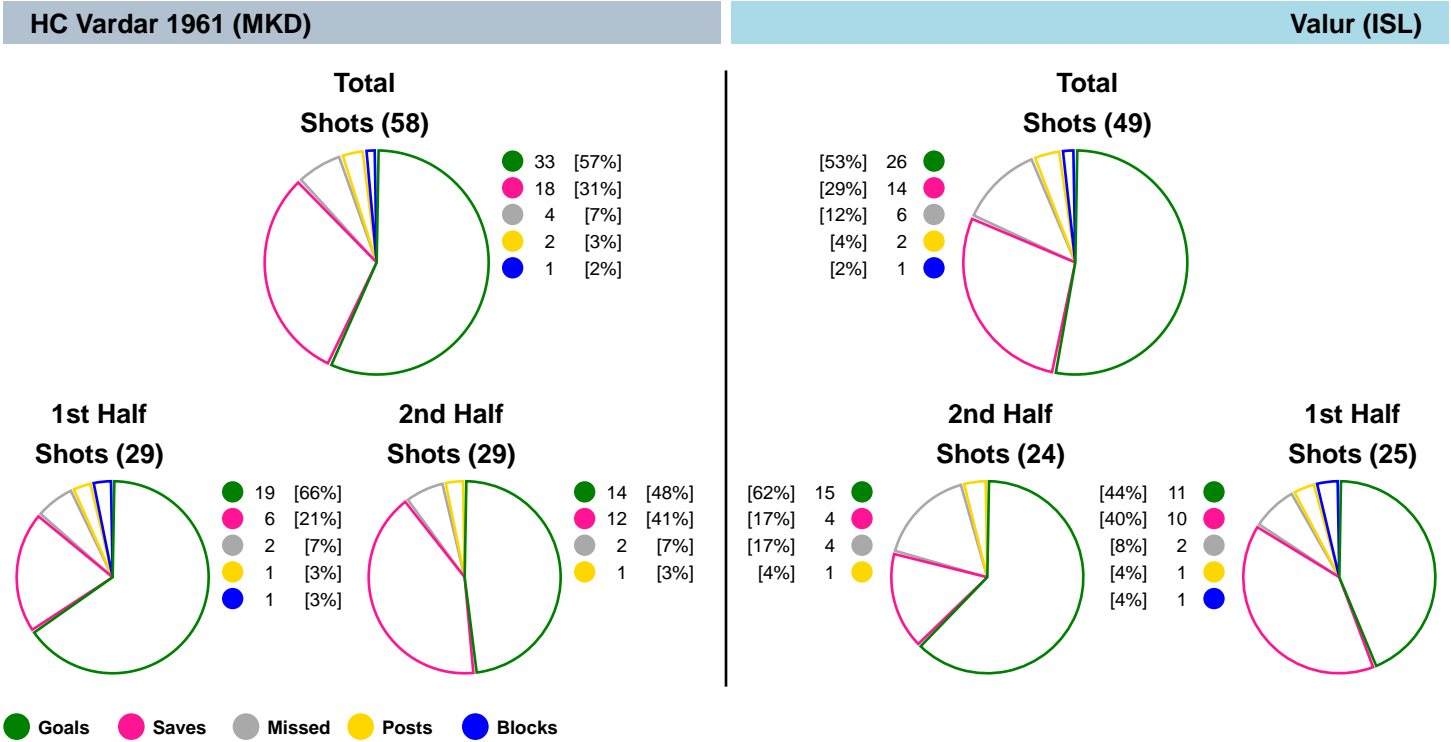 HC Vardar 1961 (MKD)
Valur (ISL)
Total
Shots (58)
33 [57%]
18 [31%]
4 [7%]
2 [3%]
1 [2%]
Total
Shots (49)
[53%] 26
[29%] 14
[12%] 6
[4%] 2
[2%] 1
1st Half
Shots (29)
19 [66%]
6 [21%]
2 [7%]
1 [3%]
1 [3%]
2nd Half
Shots (29)
14 [48%]
12 [41%]
2 [7%]
1 [3%]
2nd Half
Shots (24)
[62%] 15
[17%] 4
[17%] 4
[4%] 1
1st Half
Shots (25)
[44%] 11
[40%] 10
[8%] 2
[4%] 1
[4%] 1
Goals Saves Missed Posts Blocks